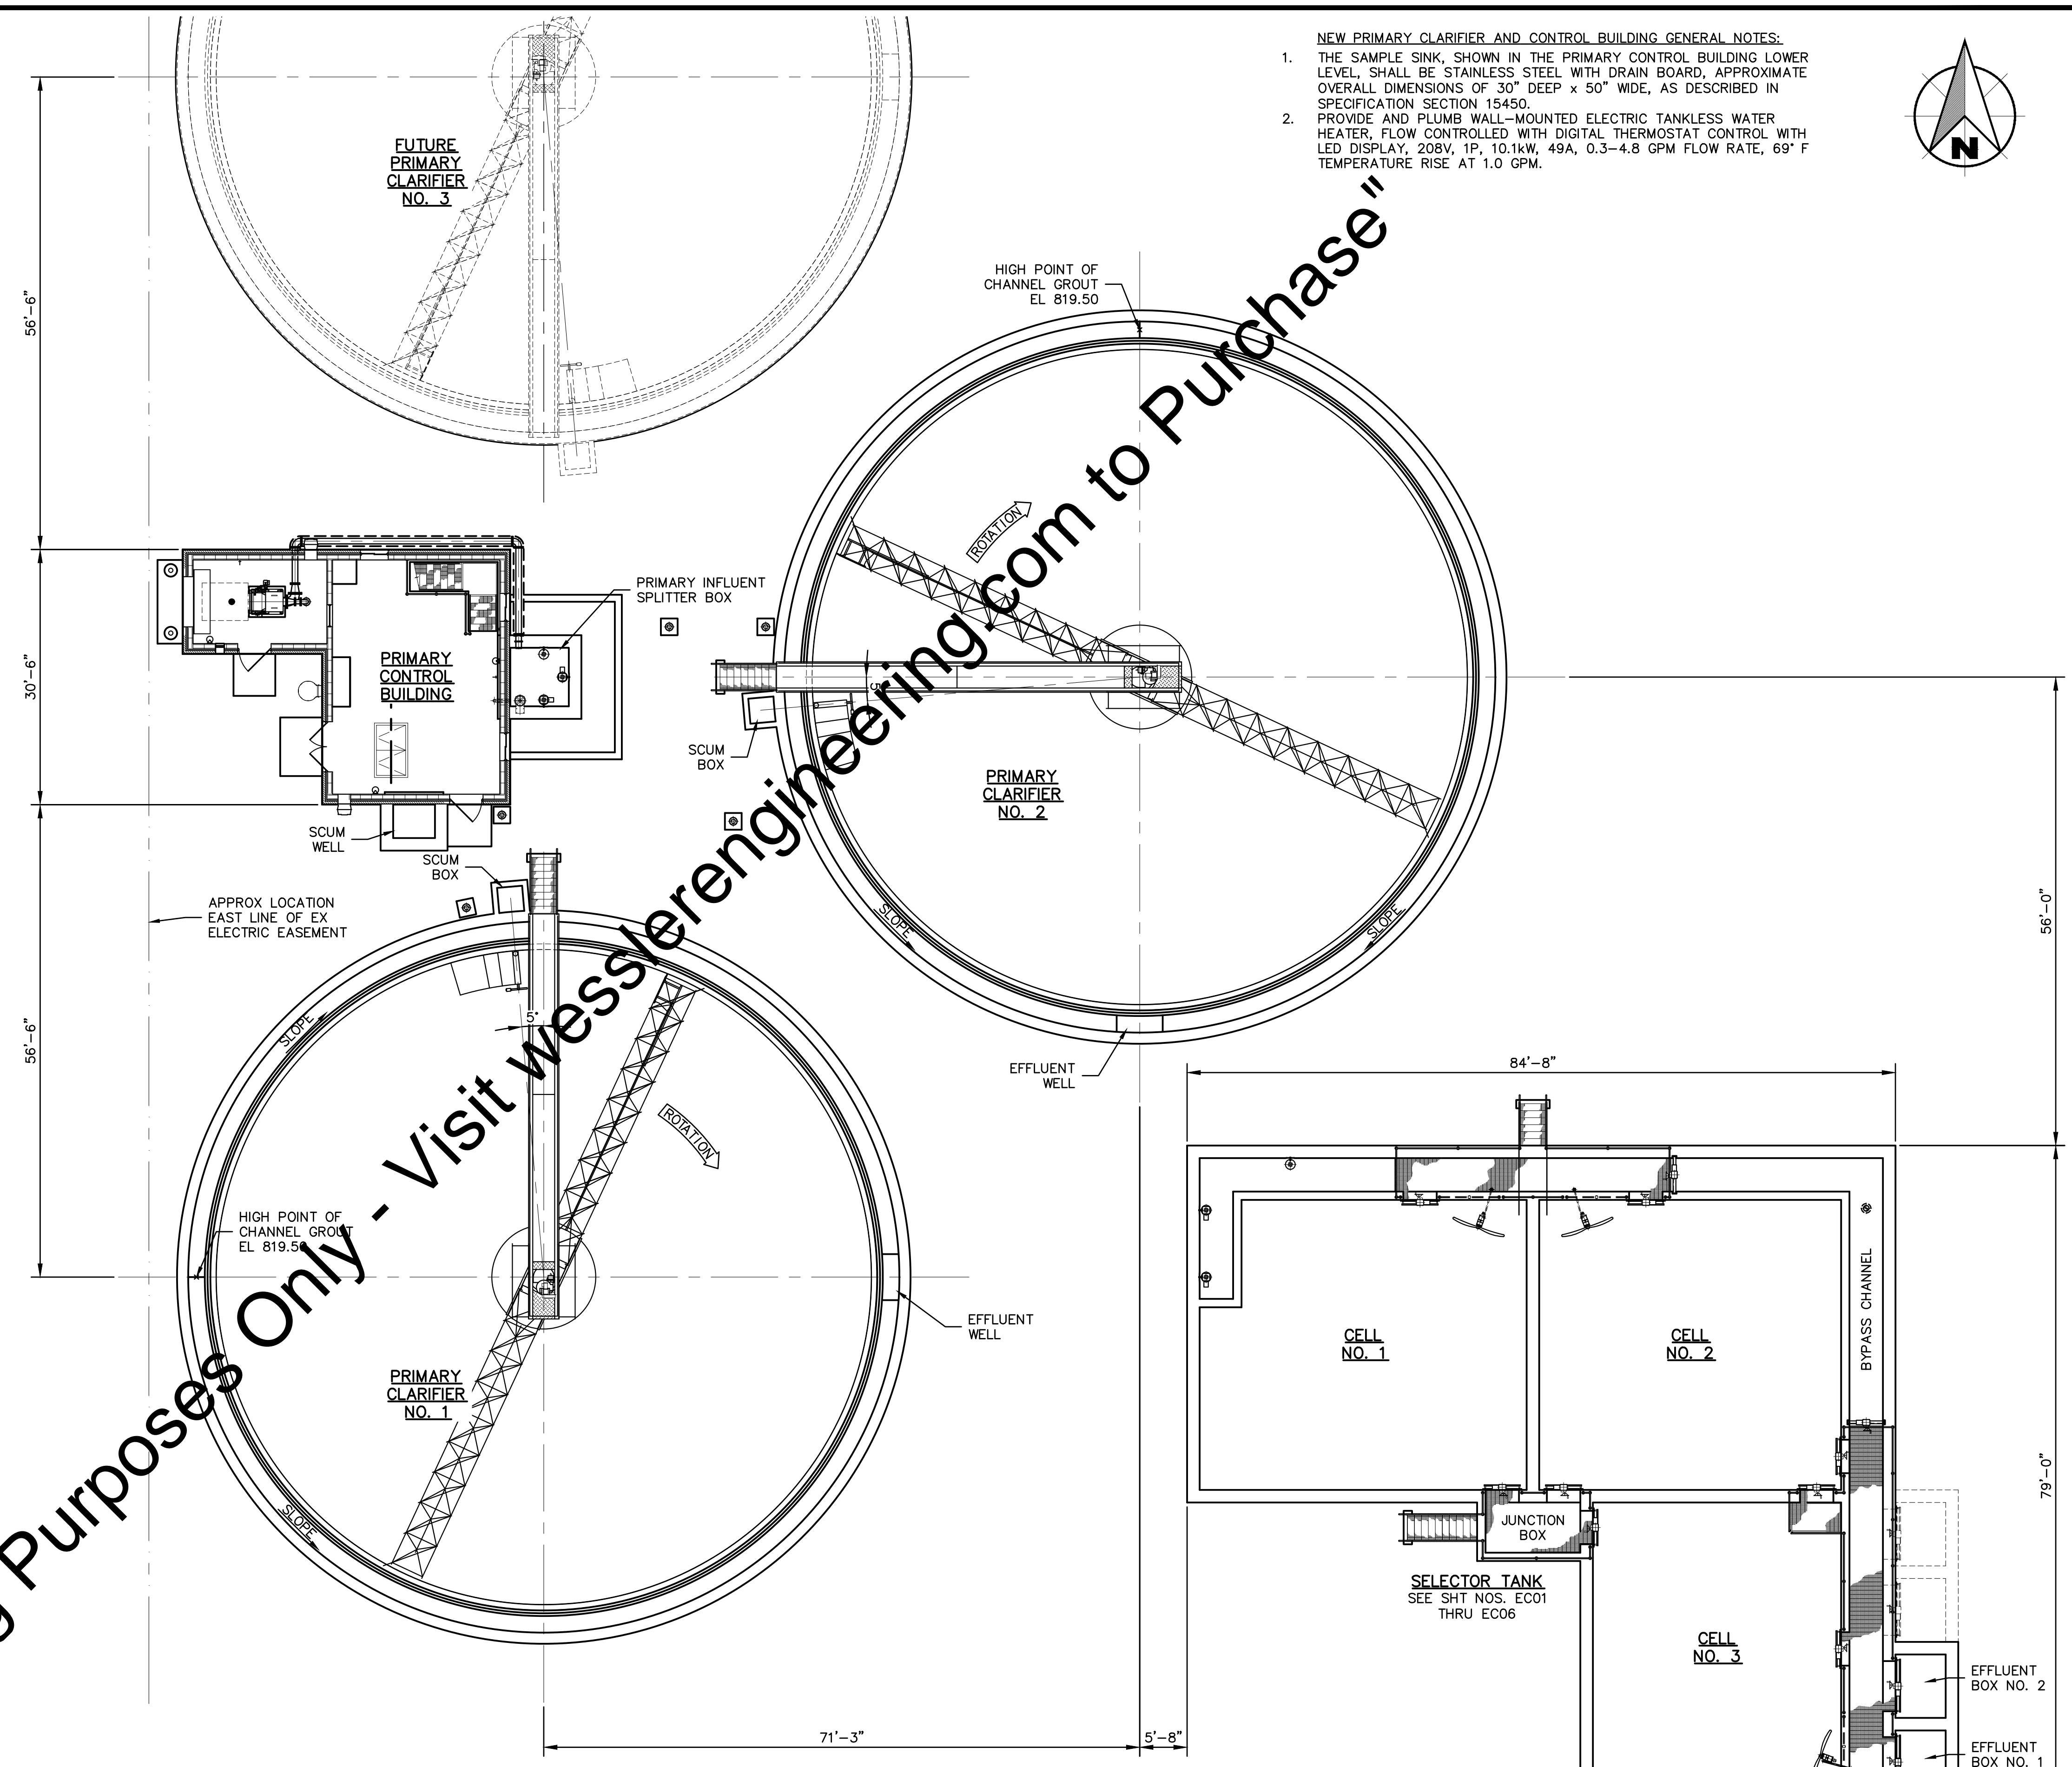 NEW PRIMARY CLARIFIER AND CONTROL BUILDING GENERAL NOTES:
1. THE SAMPLE SINK, SHOWN IN THE PRIMARY CONTROL BUILDING LOWER
LEVEL, SHALL BE STAINLESS STEEL WITH DRAIN BOARD, APPROXIMATE
OVERALL DIMENSIONS OF 30" DEEP x 50" WIDE, AS DESCRIBED IN
SPECIFICATION SECTION 15450.
2. PROVIDE AND PLUMB WALL-MOUNTED ELECTRIC TANKLESS WATER
HEATER, FLOW CONTROLLED WITH DIGITAL THERMOSTAT CONTROL WITH
LED DISPLAY, 208V, 1P, 10.1kW, 49A, 0.3-4.8 GPM FLOW RATE, 69° F
TEMPERATURE RISE AT 1.0 GPM.
N
FUTURE
PRIMARY
CLARIFIER
NO. 3
56'-6"
HIGH POINT OF
CHANNEL GROUT
EL 819.50
ROTATION
PRIMARY INFLUENT
SPLITTER BOX
30'-6"
PRIMARY
CONTROL
BUILDING
5°
SCUM
BOX
PRIMARY
CLARIFIER
NO. 2
SCUM
WELL
SCUM
BOX
APPROX LOCATION
EAST LINE OF EX
ELECTRIC EASEMENT
SLOPE
SLOPE
56'-0"
56'-6"
SLOPE
5°
EFFLUENT
WELL
84'-8"
ROTATION
HIGH POINT OF
CHANNEL GROUT
EL 819.50
EFFLUENT
WELL
CELL
NO. 1
CELL
NO. 2
BYPASS CHANNEL
PRIMARY
CLARIFIER
NO. 1
79'-0"
SLOPE
JUNCTION
BOX
SELECTOR TANK
SEE SHT NOS. EC01
THRU EC06
CELL
NO. 3
EFFLUENT
BOX NO. 2
EFFLUENT
BOX NO. 1
71'-3"
5'-8"
g Purposes Only - Visit wesslerengineering.com to Purchase"